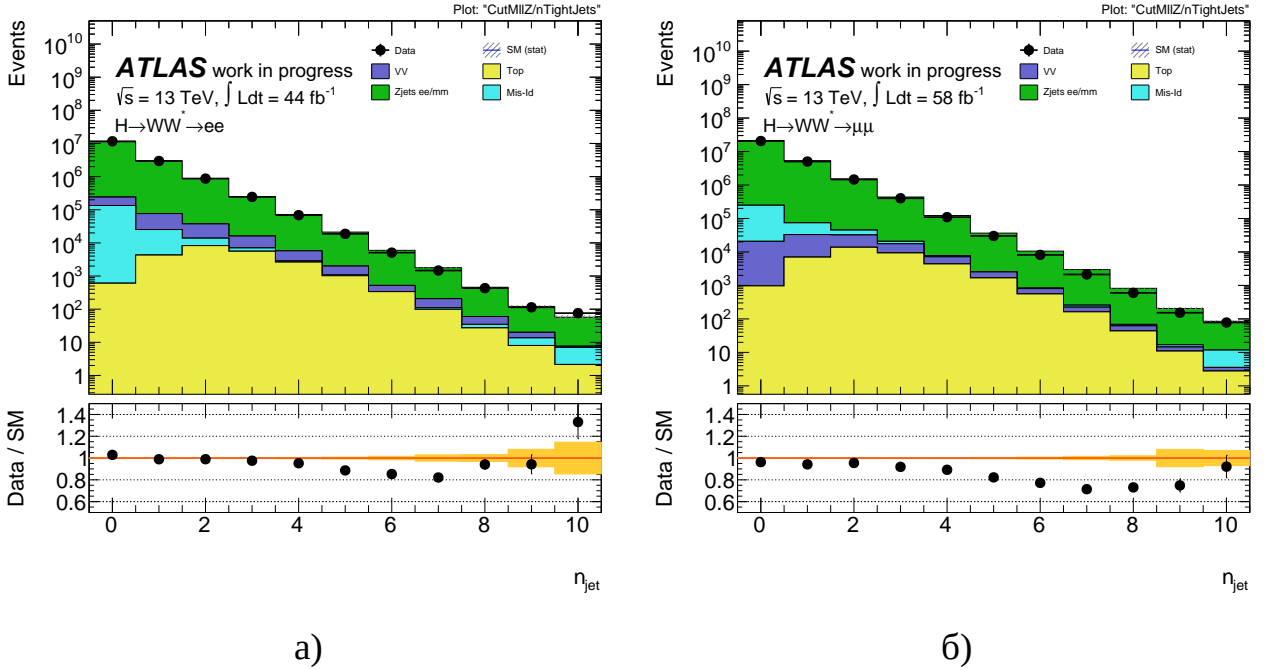 Plot: "CutMllZ/nTightJets"
Events
10^10
10^9
10^8
10^7
10^6
10^5
10^4
10^3
10^2
10
1
ATLAS work in progress
√s = 13 TeV, ∫ Ldt = 44 fb^-1
H→WW*→ee
Data
SM (stat)
VV
Top
Zjets ee/mm
Mis-Id
Data / SM
1.4
1.2
1
0.8
0.6
0 2 4 6 8 10
n_jet
а)
Plot: "CutMllZ/nTightJets"
Events
10^10
10^9
10^8
10^7
10^6
10^5
10^4
10^3
10^2
10
1
ATLAS work in progress
√s = 13 TeV, ∫ Ldt = 58 fb^-1
H→WW*→μμ
Data
SM (stat)
VV
Top
Zjets ee/mm
Mis-Id
Data / SM
1.4
1.2
1
0.8
0.6
0 2 4 6 8 10
n_jet
б)